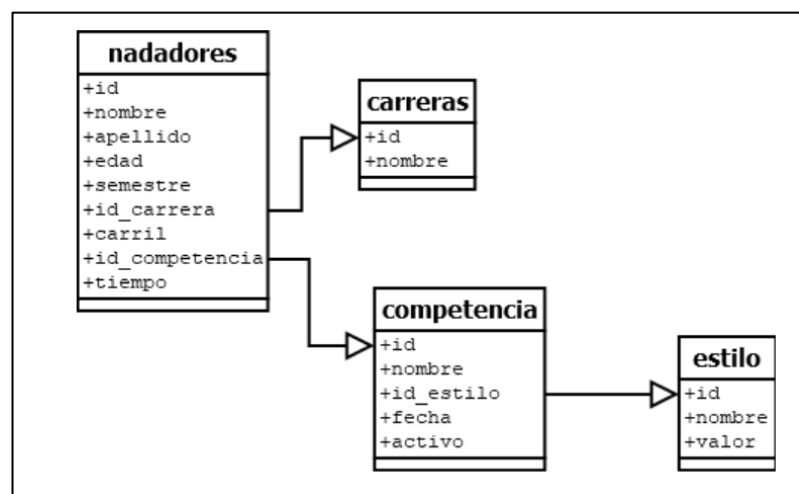 nadadores
+id
+nombre
+apellido
+edad
+semestre
+id_carrera
+carril
+id_competencia
+tiempo
carreras
+id
+nombre
competencia
+id
+nombre
+id_estilo
+fecha
+activo
estilo
+id
+nombre
+valor